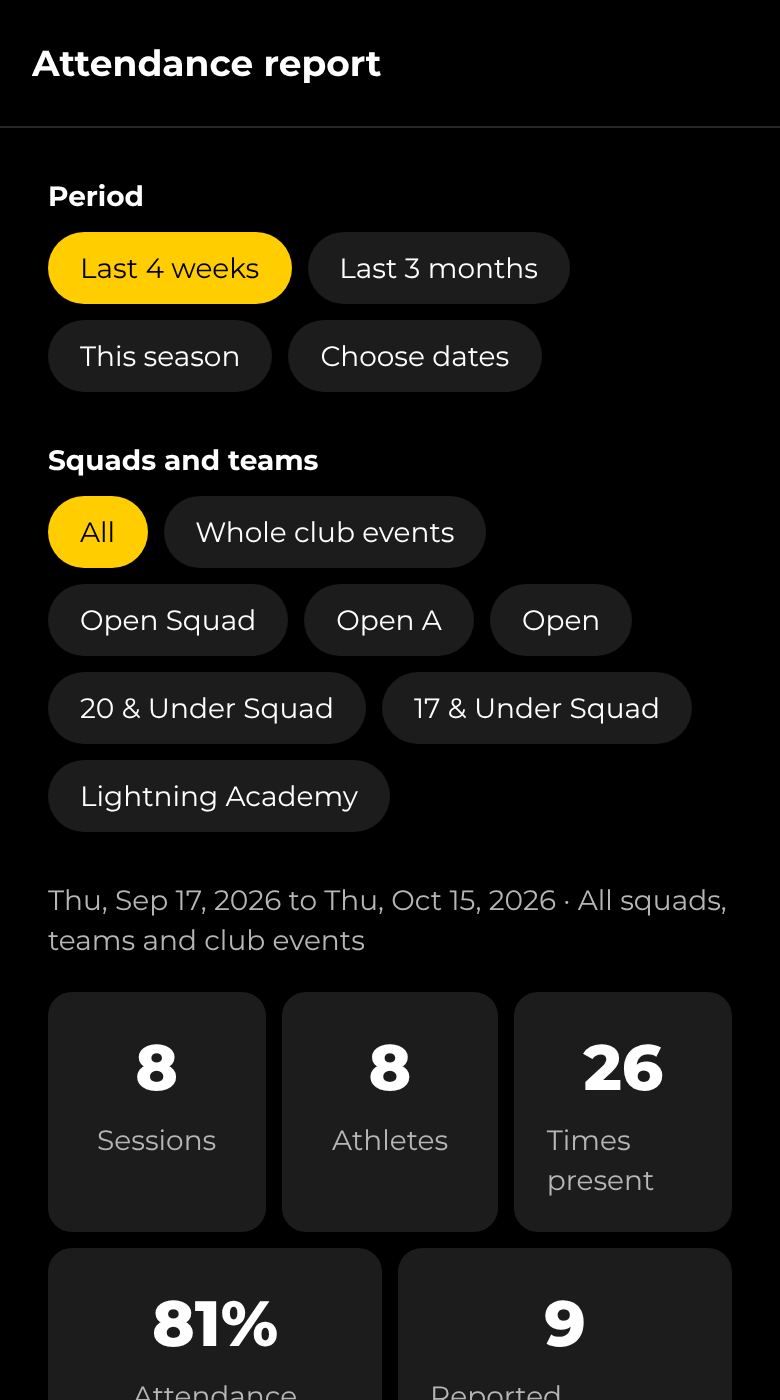 Attendance report
Period
Last 4 weeks
Last 3 months
This season
Choose dates
Squads and teams
All
Whole club events
Open Squad
Open A
Open
20 & Under Squad
17 & Under Squad
Lightning Academy
Thu, Sep 17, 2026 to Thu, Oct 15, 2026 · All squads,
teams and club events
8
Sessions
8
Athletes
26
Times
present
81%
Attendance
9
Reported